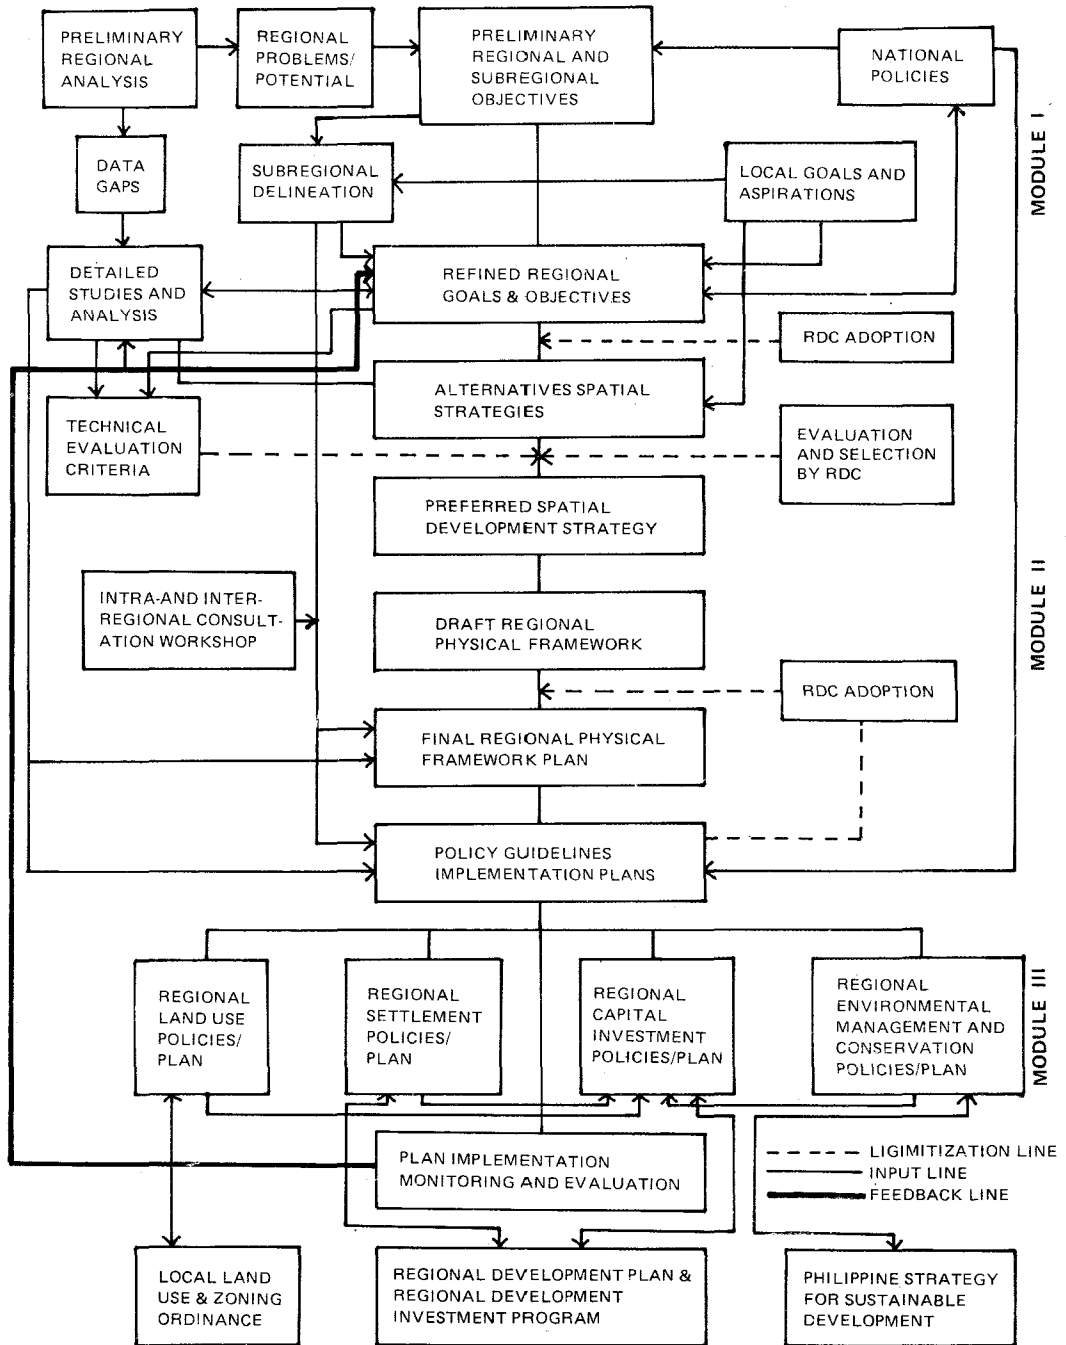 PRELIMINARY
REGIONAL
ANALYSIS
REGIONAL
PROBLEMS/
POTENTIAL
PRELIMINARY
REGIONAL AND
SUBREGIONAL
OBJECTIVES
NATIONAL
POLICIES
MODULE I
DATA
GAPS
SUBREGIONAL
DELINEATION
LOCAL GOALS AND
ASPIRATIONS
DETAILED
STUDIES AND
ANALYSIS
REFINED REGIONAL
GOALS & OBJECTIVES
RDC ADOPTION
ALTERNATIVES SPATIAL
STRATEGIES
TECHNICAL
EVALUATION
CRITERIA
EVALUATION
AND SELECTION
BY RDC
PREFERRED SPATIAL
DEVELOPMENT STRATEGY
MODULE II
INTRA-AND INTER-
REGIONAL CONSULT-
ATION WORKSHOP
DRAFT REGIONAL
PHYSICAL FRAMEWORK
RDC ADOPTION
FINAL REGIONAL PHYSICAL
FRAMEWORK PLAN
POLICY GUIDELINES
IMPLEMENTATION PLANS
REGIONAL
LAND USE
POLICIES/
PLAN
REGIONAL
SETTLEMENT
POLICIES/
PLAN
REGIONAL
CAPITAL
INVESTMENT
POLICIES/PLAN
REGIONAL
ENVIRONMENTAL
MANAGEMENT AND
CONSERVATION
POLICIES/PLAN
MODULE III
PLAN IMPLEMENTATION
MONITORING AND EVALUATION
LIGIMITIZATION LINE
INPUT LINE
FEEDBACK LINE
LOCAL LAND
USE & ZONING
ORDINANCE
REGIONAL DEVELOPMENT PLAN &
REGIONAL DEVELOPMENT
INVESTMENT PROGRAM
PHILIPPINE STRATEGY
FOR SUSTAINABLE
DEVELOPMENT